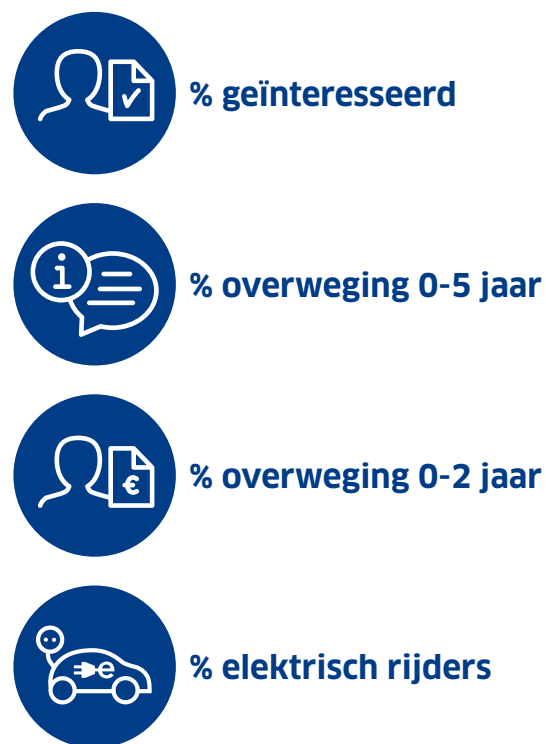 % geïnteresseerd
i
% overweging 0-5 jaar
€
% overweging 0-2 jaar
e
% elektrisch rijders